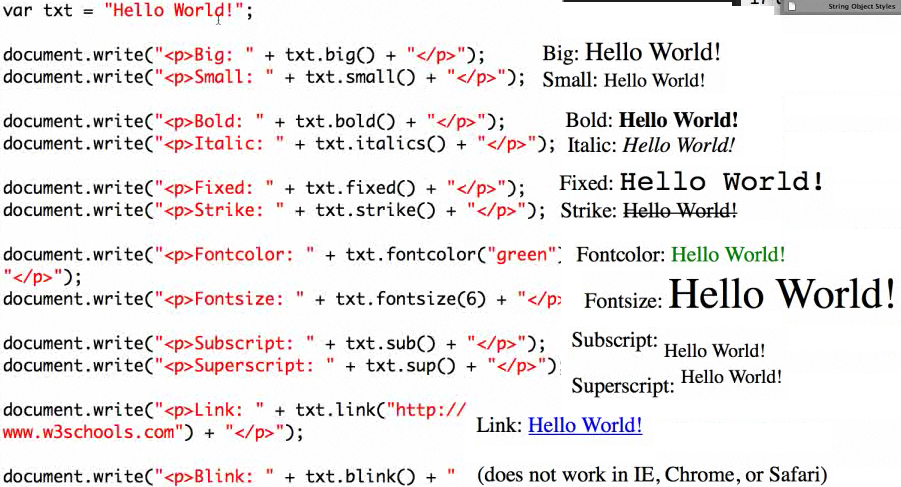 String Object Styles
var txt = "Hello World!";
document.write("<p>Big: " + txt.big() + "</p>"); Big: Hello World!
document.write("<p>Small: " + txt.small() + "</p>"); Small: Hello World!
document.write("<p>Bold: " + txt.bold() + "</p>"); Bold: Hello World!
document.write("<p>Italic: " + txt.italics() + "</p>"); Italic: Hello World!
document.write("<p>Fixed: " + txt.fixed() + "</p>"); Fixed: Hello World!
document.write("<p>Strike: " + txt.strike() + "</p>"); Strike: Hello World!
document.write("<p>Fontcolor: " + txt.fontcolor("green") Fontcolor: Hello World!
"</p>");
document.write("<p>Fontsize: " + txt.fontsize(6) + "</p> Fontsize: Hello World!
document.write("<p>Subscript: " + txt.sub() + "</p>"); Subscript: Hello World!
document.write("<p>Superscript: " + txt.sup() + "</p>") Superscript: Hello World!
document.write("<p>Link: " + txt.link("http://
www.w3schools.com") + "</p>"); Link: Hello World!
document.write("<p>Blink: " + txt.blink() + " (does not work in IE, Chrome, or Safari)